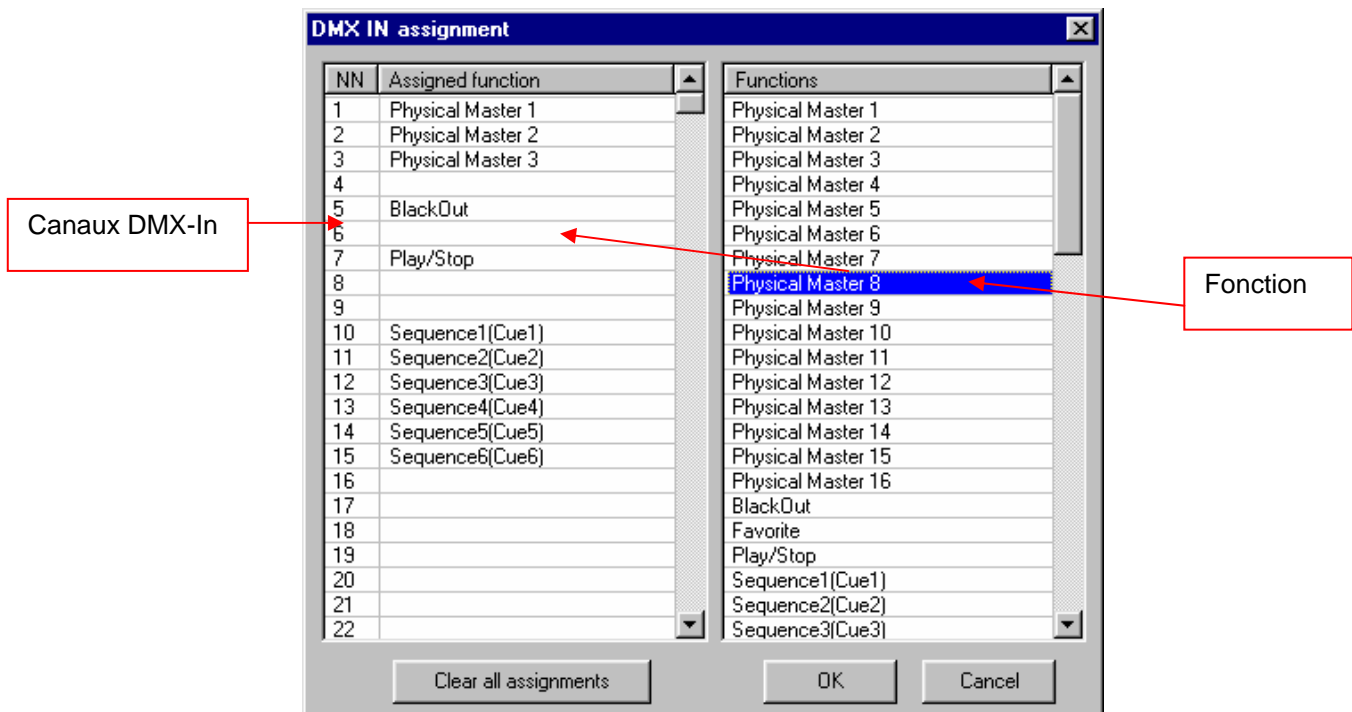 DMX IN assignment
NN Assigned function
1 Physical Master 1
2 Physical Master 2
3 Physical Master 3
4
5 BlackOut
6
7 Play/Stop
8
9
10 Sequence1(Cue1)
11 Sequence2(Cue2)
12 Sequence3(Cue3)
13 Sequence4(Cue4)
14 Sequence5(Cue5)
15 Sequence6(Cue6)
16
17
18
19
20
21
22
Functions
Physical Master 1
Physical Master 2
Physical Master 3
Physical Master 4
Physical Master 5
Physical Master 6
Physical Master 7
Physical Master 8
Physical Master 9
Physical Master 10
Physical Master 11
Physical Master 12
Physical Master 13
Physical Master 14
Physical Master 15
Physical Master 16
BlackOut
Favorite
Play/Stop
Sequence1(Cue1)
Sequence2(Cue2)
Sequence3(Cue3)
Clear all assignments
OK
Cancel
Canaux DMX-In
Fonction